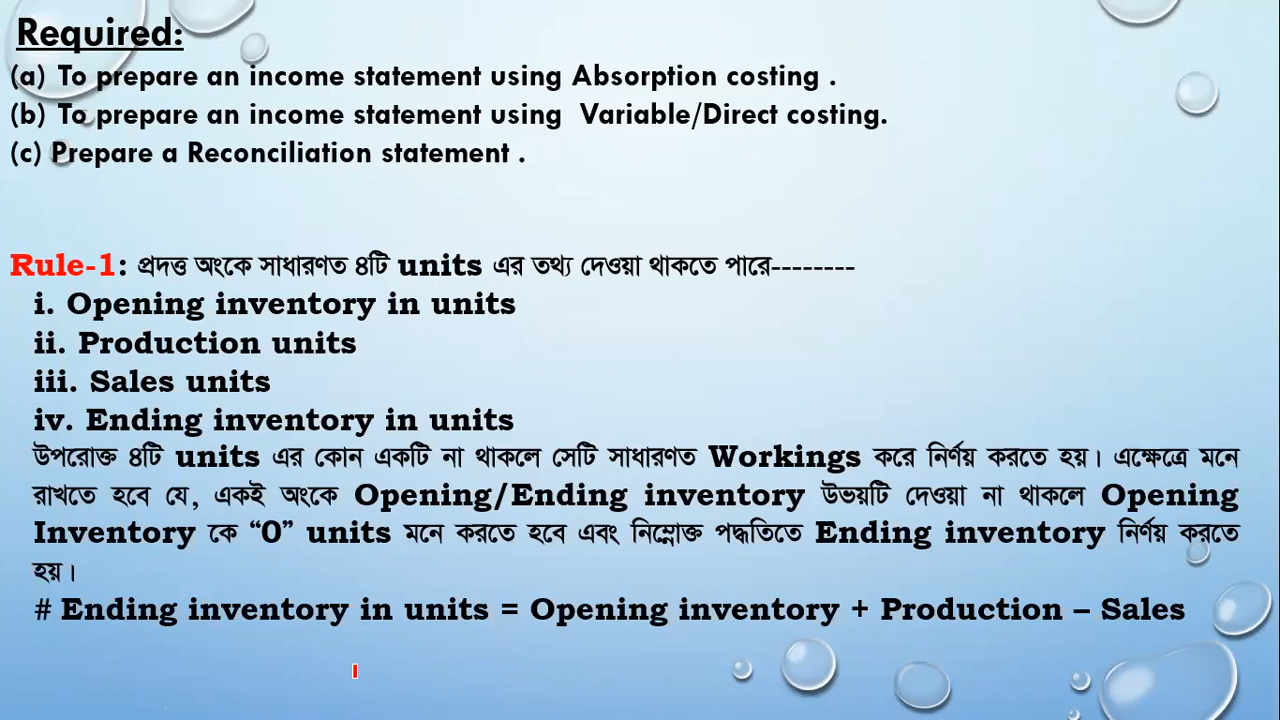 Required:
(a) To prepare an income statement using Absorption costing .
(b) To prepare an income statement using Variable/Direct costing.
(c) Prepare a Reconciliation statement .
Rule-1: প্রদত্ত অংকে সাধারণত ৪টি units এর তথ্য দেওয়া থাকতে পারে--------
i. Opening inventory in units
ii. Production units
iii. Sales units
iv. Ending inventory in units
উপরোক্ত ৪টি units এর কোন একটি না থাকলে সেটি সাধারণত Workings করে নির্ণয় করতে হয়। এক্ষেত্রে মনে
রাখতে হবে যে, একই অংকে Opening/Ending inventory উভয়টি দেওয়া না থাকলে Opening
Inventory কে “0” units মনে করতে হবে এবং নিম্নোক্ত পদ্ধতিতে Ending inventory নির্ণয় করতে
হয়।
# Ending inventory in units = Opening inventory + Production – Sales